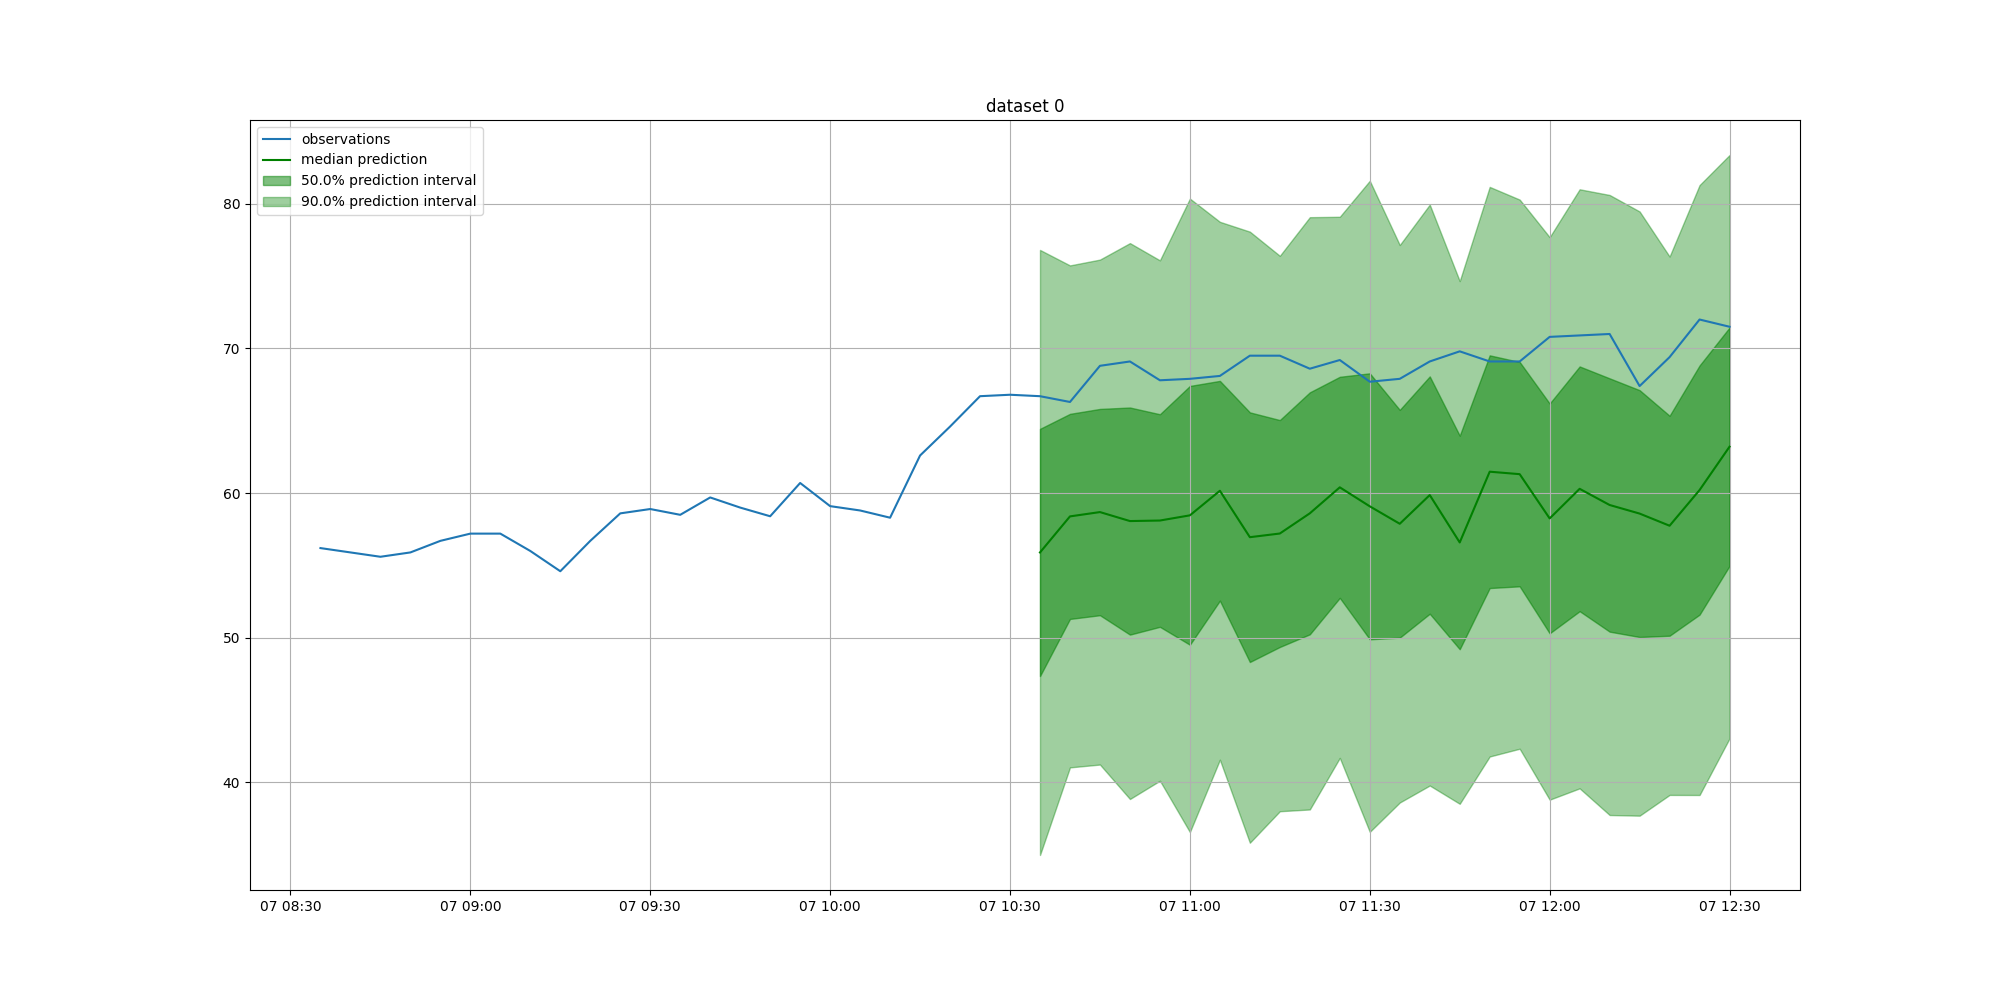 dataset 0
observations
median prediction
50.0% prediction interval
90.0% prediction interval
80
70
60
50
40
07 08:30 07 09:00 07 09:30 07 10:00 07 10:30 07 11:00 07 11:30 07 12:00 07 12:30